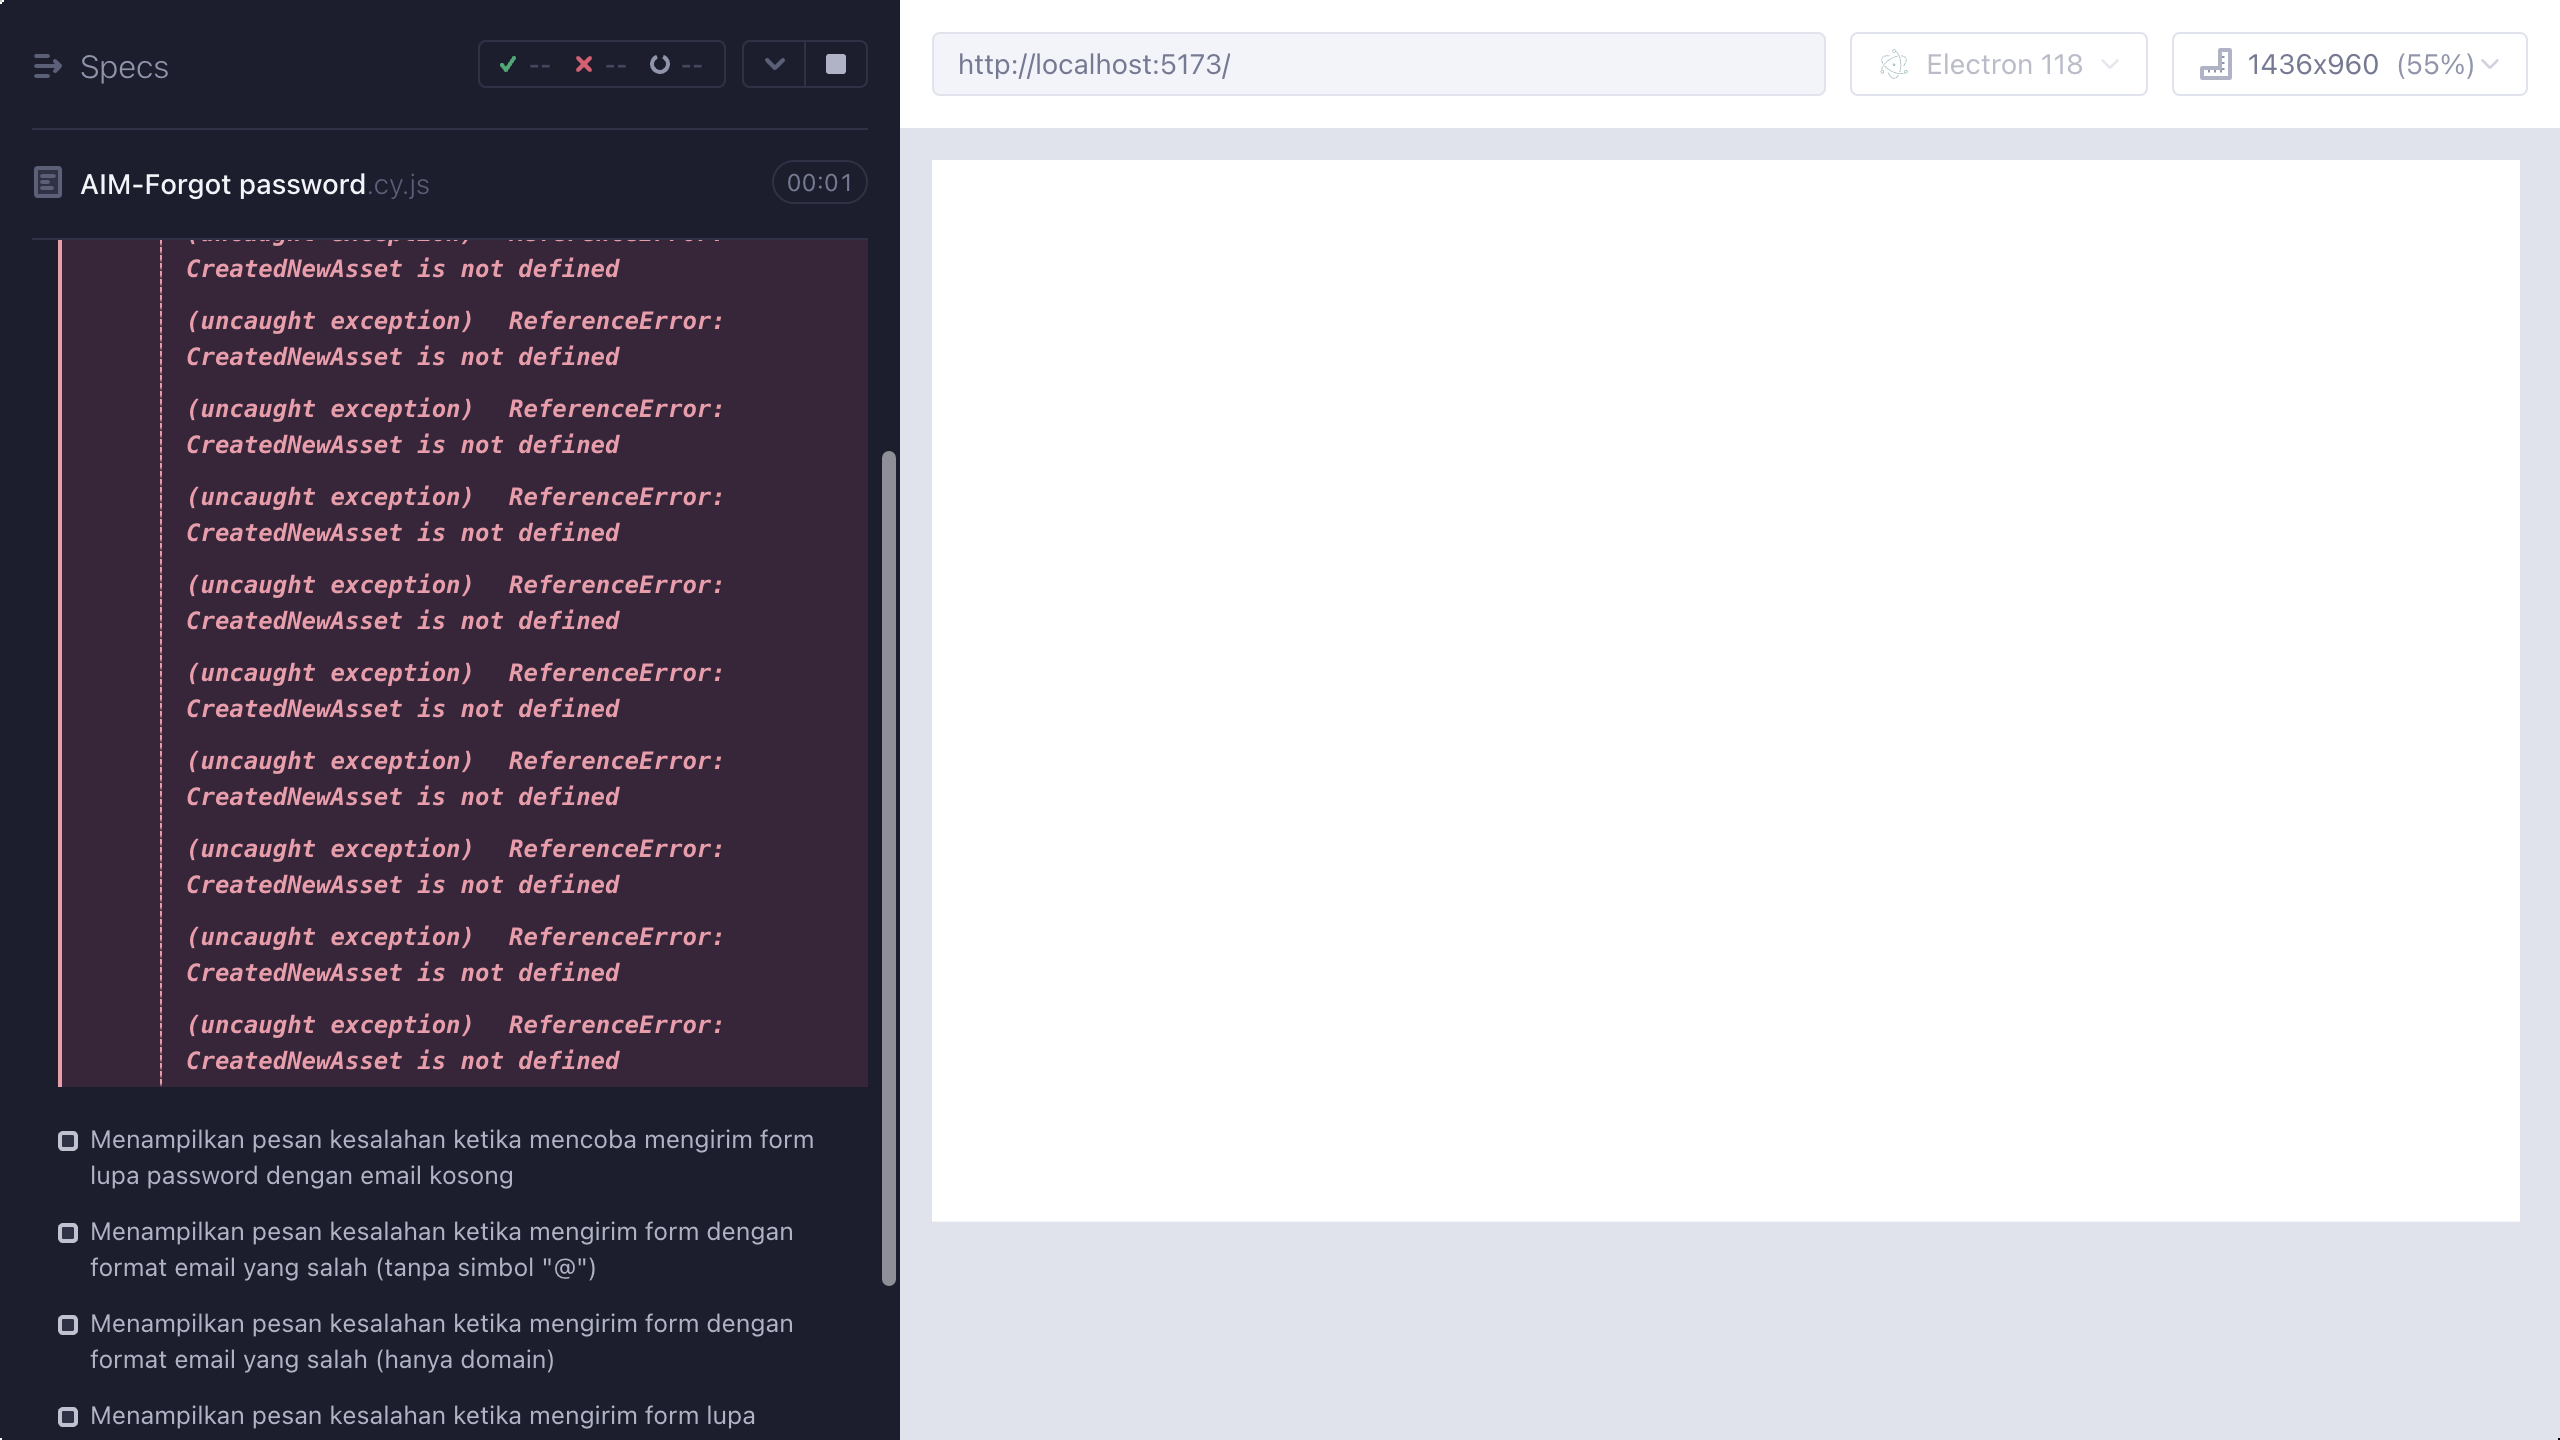 Specs
-- -- --
http://localhost:5173/
Electron 118
1436x960 (55%)
AIM-Forgot password.cy.js
00:01
(uncaught exception) ReferenceError:
CreatedNewAsset is not defined
(uncaught exception) ReferenceError:
CreatedNewAsset is not defined
(uncaught exception) ReferenceError:
CreatedNewAsset is not defined
(uncaught exception) ReferenceError:
CreatedNewAsset is not defined
(uncaught exception) ReferenceError:
CreatedNewAsset is not defined
(uncaught exception) ReferenceError:
CreatedNewAsset is not defined
(uncaught exception) ReferenceError:
CreatedNewAsset is not defined
(uncaught exception) ReferenceError:
CreatedNewAsset is not defined
(uncaught exception) ReferenceError:
CreatedNewAsset is not defined
(uncaught exception) ReferenceError:
CreatedNewAsset is not defined
Menampilkan pesan kesalahan ketika mencoba mengirim form
lupa password dengan email kosong
Menampilkan pesan kesalahan ketika mengirim form dengan
format email yang salah (tanpa simbol "@")
Menampilkan pesan kesalahan ketika mengirim form dengan
format email yang salah (hanya domain)
Menampilkan pesan kesalahan ketika mengirim form lupa